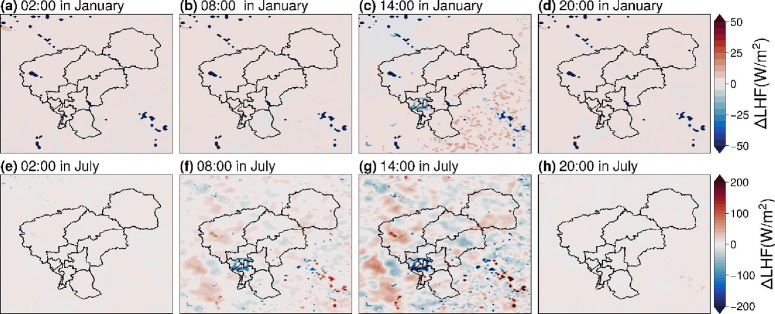 (a) 02:00 in January
(b) 08:00 in January
(c) 14:00 in January
(d) 20:00 in January
50
25
0
−25
−50
ΔLHF(W/m²)
(e) 02:00 in July
(f) 08:00 in July
(g) 14:00 in July
(h) 20:00 in July
200
100
0
−100
−200
ΔLHF(W/m²)